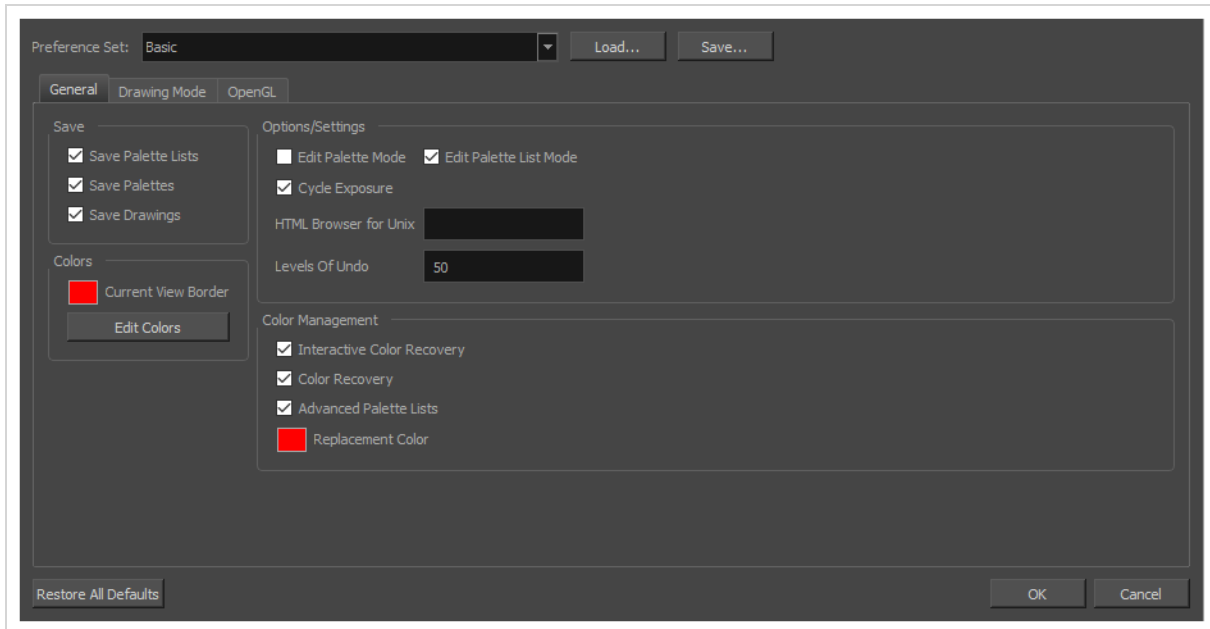 Preference Set: Basic Load... Save...
General Drawing Mode OpenGL
Save
Save Palette Lists
Save Palettes
Save Drawings
Colors
Current View Border
Edit Colors
Options/Settings
Edit Palette Mode Edit Palette List Mode
Cycle Exposure
HTML Browser for Unix
Levels Of Undo 50
Color Management
Interactive Color Recovery
Color Recovery
Advanced Palette Lists
Replacement Color
Restore All Defaults OK Cancel